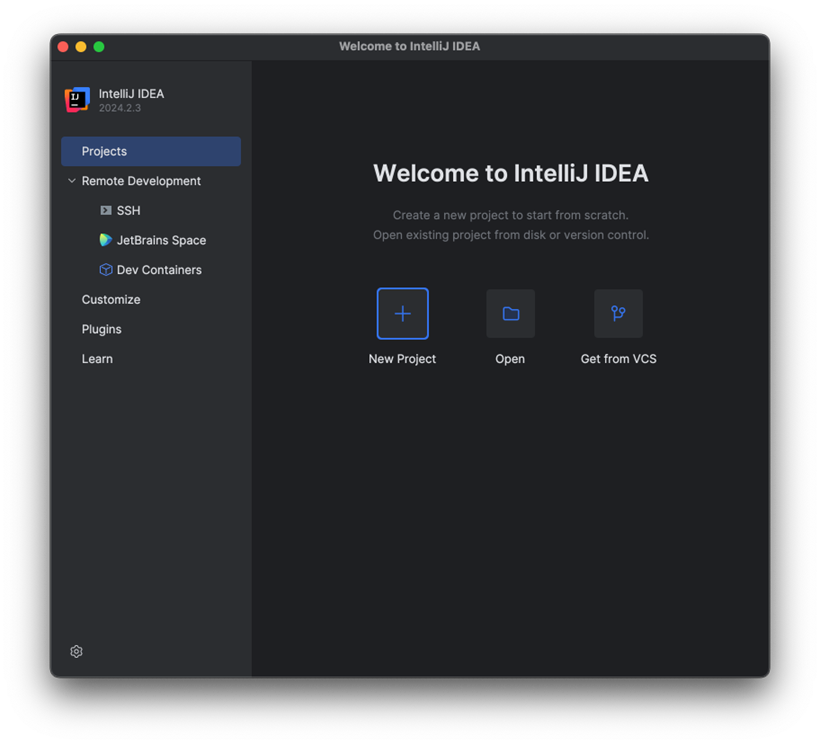 Welcome to IntelliJ IDEA
IJ
IntelliJ IDEA
2024.2.3
Projects
Remote Development
SSH
JetBrains Space
Dev Containers
Customize
Plugins
Learn
Welcome to IntelliJ IDEA
Create a new project to start from scratch.
Open existing project from disk or version control.
New Project
Open
Get from VCS